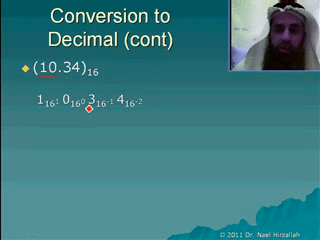 Conversion to
Decimal (cont)
(10.34)₁₆
1₁₆¹ 0₁₆⁰ 3₁₆⁻¹ 4₁₆⁻²
© 2011 Dr. Nael Hirzallah